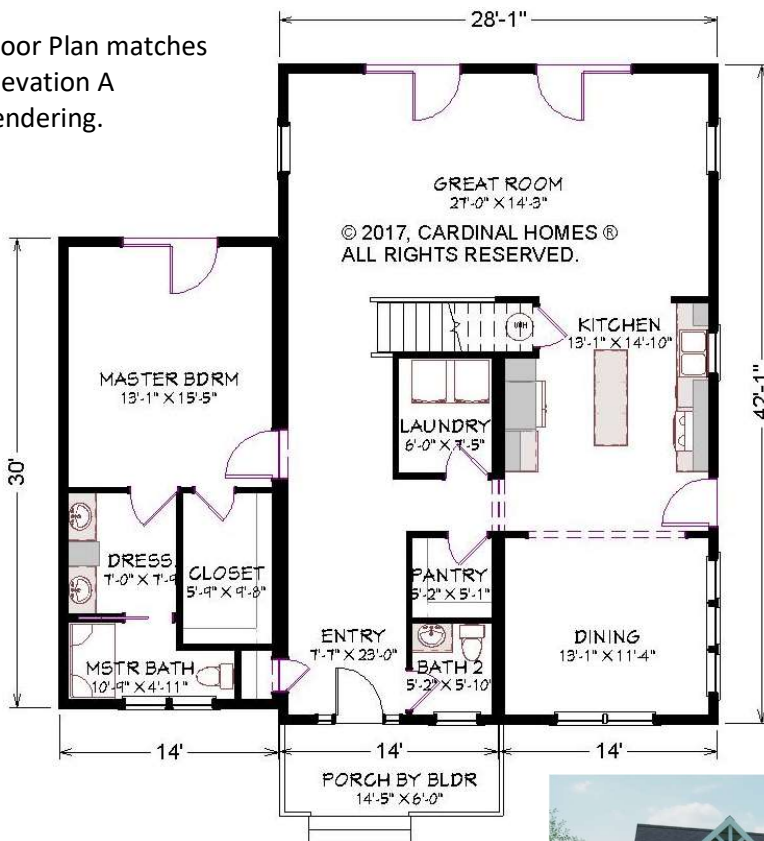 oor Plan matches
evation A
endering.
28'-1"
GREAT ROOM
27'-0" X 14'-3"
© 2017, CARDINAL HOMES ®
ALL RIGHTS RESERVED.
WH
KITCHEN
13'-1" X 14'-10"
MASTER BDRM
13'-1" X 15'-5"
LAUNDRY
6'-0" X 7'-5"
42'-1"
30'
DRESS.
7'-0" X 7'-9"
CLOSET
5'-9" X 9'-8"
PANTRY
5'-2" X 5'-1"
ENTRY
7'-7" X 23'-0"
DINING
13'-1" X 11'-4"
MSTR BATH
10'-9" X 4'-11"
BATH 2
5'-2" X 5'-10"
14'
14'
14'
PORCH BY BLDR
14'-5" X 6'-0"